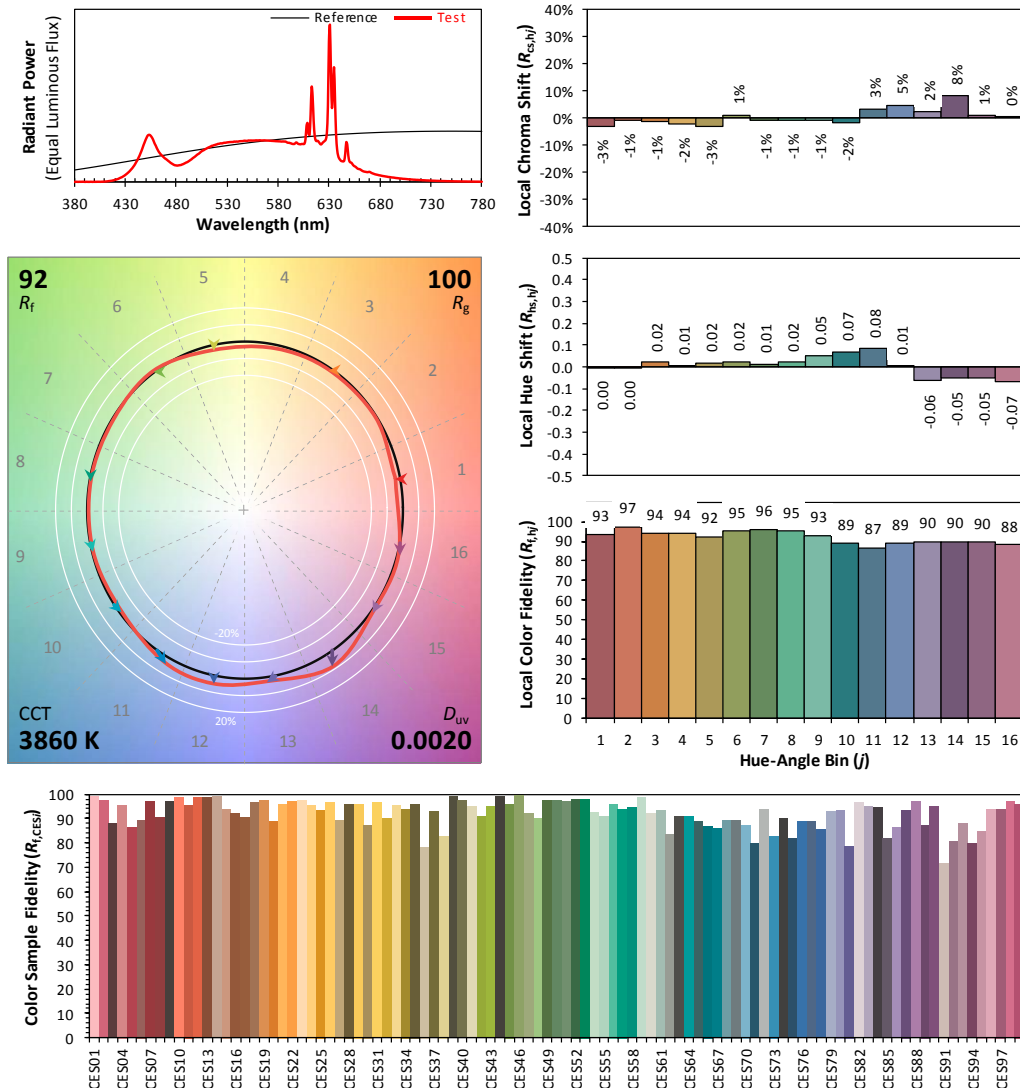 Reference Test
Radiant Power
(Equal Luminous Flux)
380 430 480 530 580 630 680 730 780
Wavelength (nm)
Local Chroma Shift (Rcs,hj)
40%
30%
20%
10%
0%
-10%
-20%
-30%
-40%
-3% -1% -1% -2% -3% 1% -1% -1% -1% -2% 3% 5% 2% 8% 1% 0%
92
Rf
100
Rg
5 4
6 3
7 2
8 1
9 16
10 15
11 14
12 13
-20%
20%
CCT
3860 K
Duv
0.0020
Local Hue Shift (Rhs,hj)
0.5
0.4
0.3
0.2
0.1
0.0
-0.1
-0.2
-0.3
-0.4
-0.5
0.00 0.00 0.02 0.01 0.02 0.02 0.01 0.02 0.05 0.07 0.08 0.01 -0.06 -0.05 -0.05 -0.07
Local Color Fidelity (Rf,hj)
100
90
80
70
60
50
40
30
20
10
0
93 97 94 94 92 95 96 95 93 89 87 89 90 90 90 88
1 2 3 4 5 6 7 8 9 10 11 12 13 14 15 16
Hue-Angle Bin (j)
Color Sample Fidelity (Rf,CESi)
100
90
80
70
60
50
40
30
20
10
0
CES01 CES04 CES07 CES10 CES13 CES16 CES19 CES22 CES25 CES28 CES31 CES34 CES37 CES40 CES43 CES46 CES49 CES52 CES55 CES58 CES61 CES64 CES67 CES70 CES73 CES76 CES79 CES82 CES85 CES88 CES91 CES94 CES97